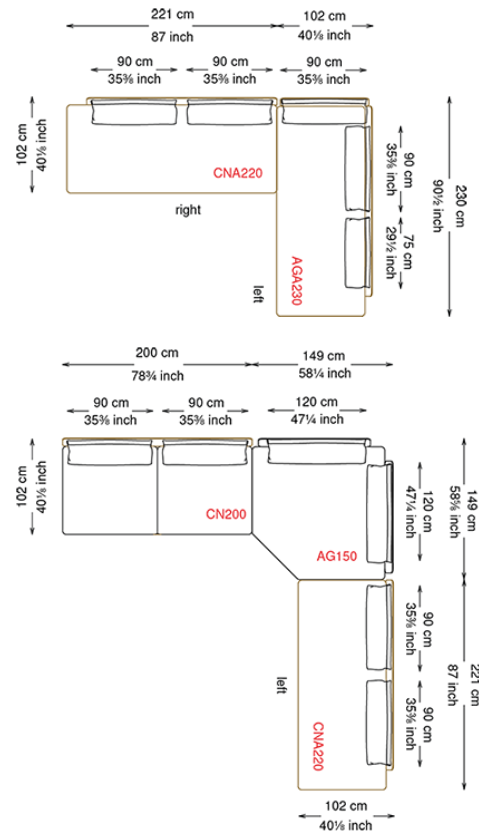 221 cm
87 inch
102 cm
40⅛ inch
90 cm
35⅜ inch
90 cm
35⅜ inch
90 cm
35⅜ inch
102 cm
40⅜ inch
CNA220
right
90 cm
35⅜ inch
75 cm
29½ inch
230 cm
90½ inch
AGA230
left
200 cm
78¾ inch
149 cm
58¼ inch
90 cm
35⅜ inch
90 cm
35⅜ inch
120 cm
47¼ inch
102 cm
40⅜ inch
CN200
AG150
120 cm
47¼ inch
149 cm
58⅝ inch
left
CNA220
90 cm
35⅜ inch
90 cm
35⅜ inch
221 cm
87 inch
102 cm
40⅛ inch